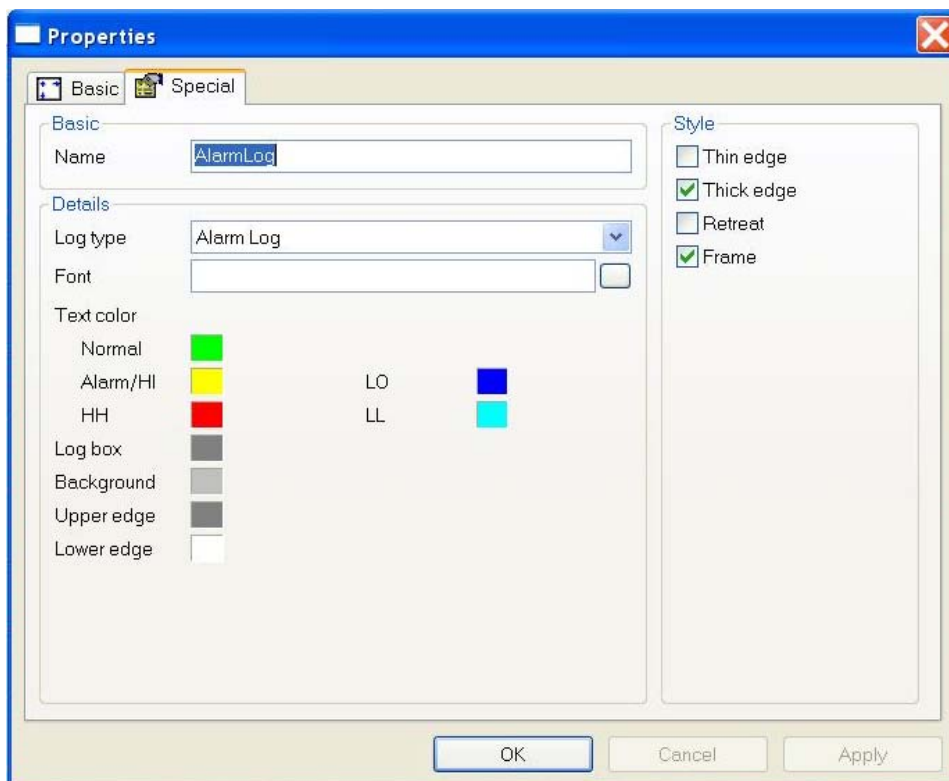 Properties
Basic
Special
Basic
Name
AlarmLog
Details
Log type
Alarm Log
Font
Text color
Normal
Alarm/HI
LO
HH
LL
Log box
Background
Upper edge
Lower edge
Style
Thin edge
Thick edge
Retreat
Frame
OK
Cancel
Apply